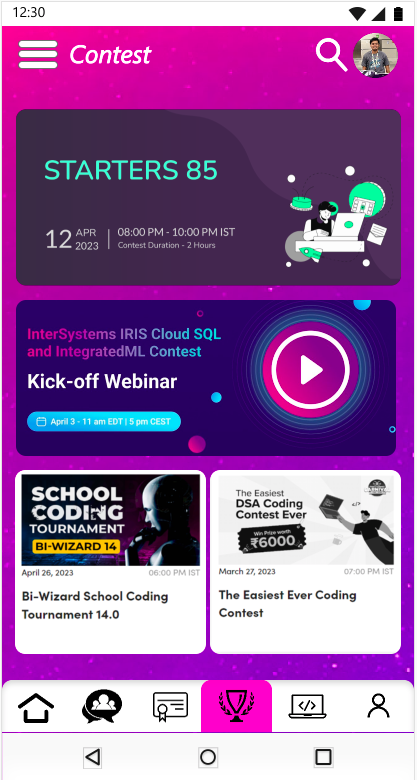 12:30
Contest
STARTERS 85
12 APR 2023
08:00 PM - 10:00 PM IST
Contest Duration - 2 Hours
InterSystems IRIS Cloud SQL
and IntegratedML Contest
Kick-off Webinar
April 3 - 11 am EDT | 5 pm CEST
SCHOOL
CODING
TOURNAMENT
BI-WIZARD 14
April 26, 2023 06:00 PM IST
Bi-Wizard School Coding
Tournament 14.0
The Easiest
DSA Coding
Contest Ever
Win Prize worth
₹6000
CARNIVAL
March 27, 2023 07:00 PM IST
The Easiest Ever Coding
Contest